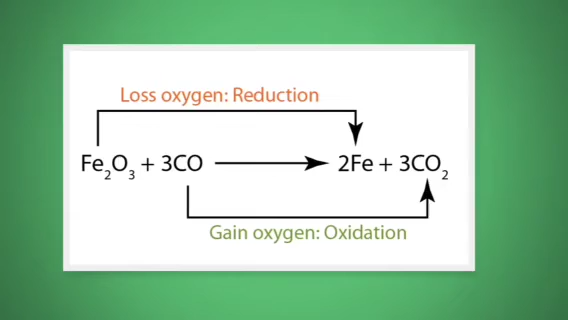 Loss oxygen: Reduction
Fe₂O₃ + 3CO → 2Fe + 3CO₂
Gain oxygen: Oxidation